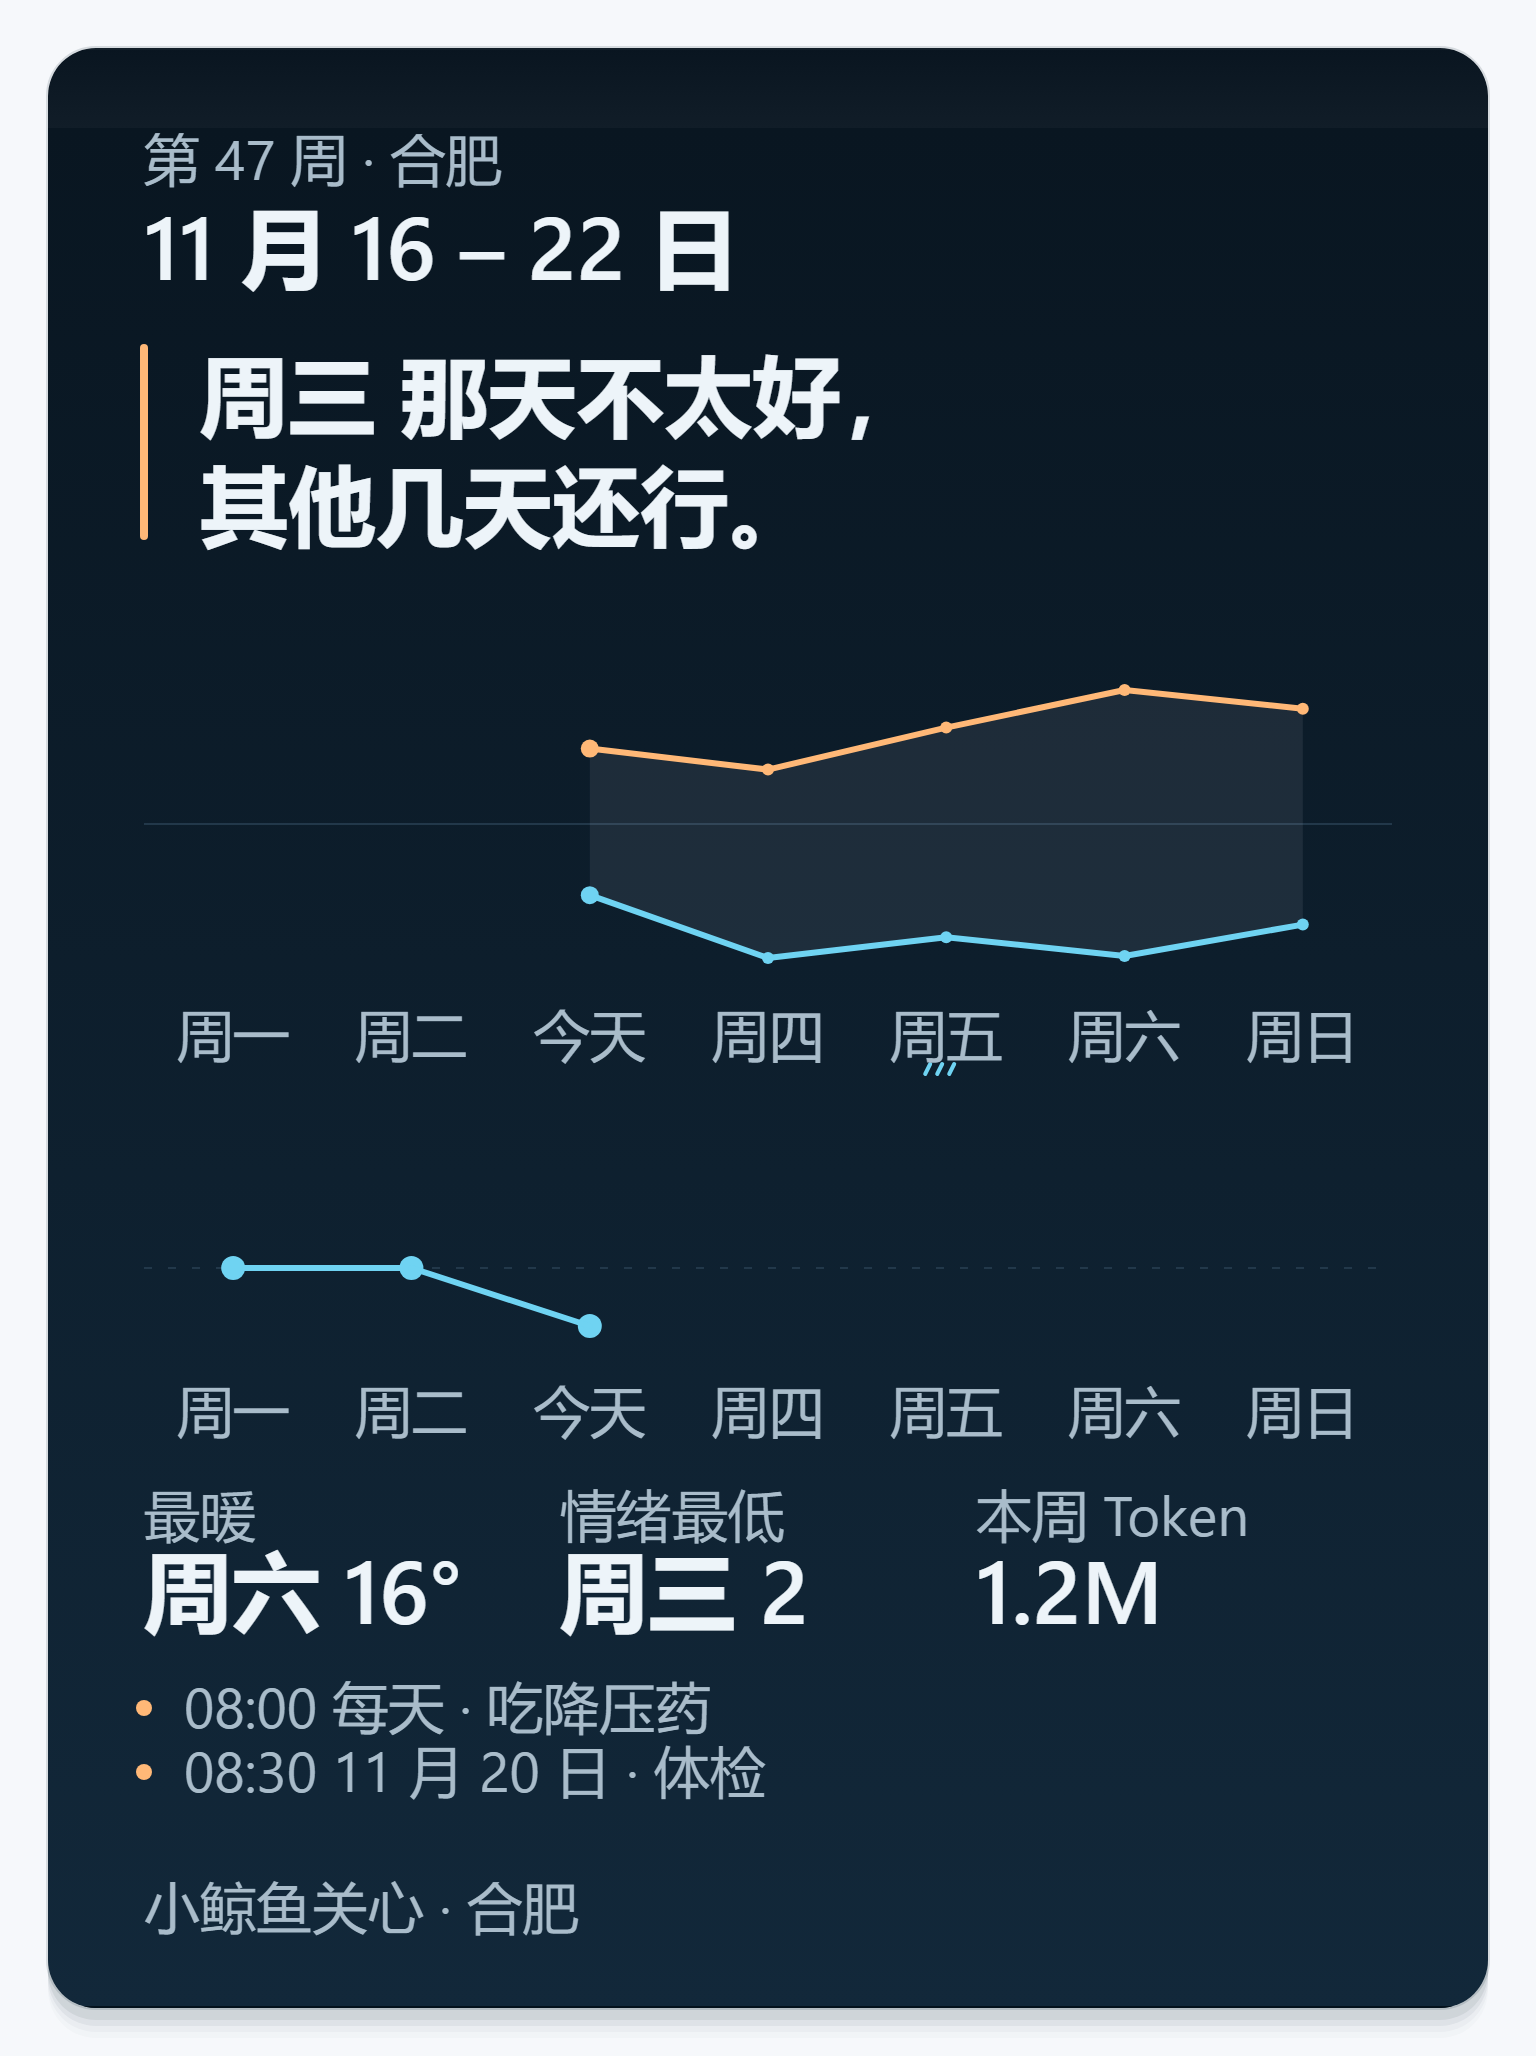 第 47 周 · 合肥
11 月 16 – 22 日
周三 那天不太好，
其他几天还行。
周一 周二 今天 周四 周五 周六 周日
周一 周二 今天 周四 周五 周六 周日
最暖 情绪最低 本周 Token
周六 16° 周三 2 1.2M
08:00 每天 · 吃降压药
08:30 11 月 20 日 · 体检
小鲸鱼关心 · 合肥